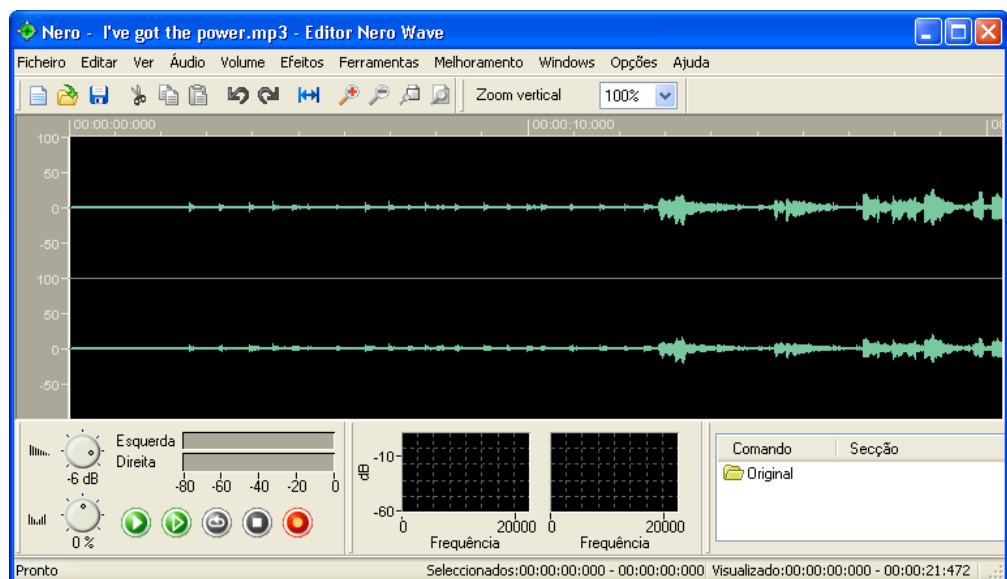 Nero - I've got the power.mp3 - Editor Nero Wave
Ficheiro Editar Ver Áudio Volume Efeitos Ferramentas Melhoramento Windows Opções Ajuda
Zoom vertical 100%
00:00:00:000 00:00:10:000 00
100
50
0
-50
100
50
0
-50
Esquerda
Direita
-6 dB
-80 -60 -40 -20 0
0 %
dB
-10
-60
0 20000 0 20000
Frequência Frequência
Comando Secção
Original
Pronto Seleccionados:00:00:00:000 - 00:00:00:000 Visualizado:00:00:00:000 - 00:00:21:472